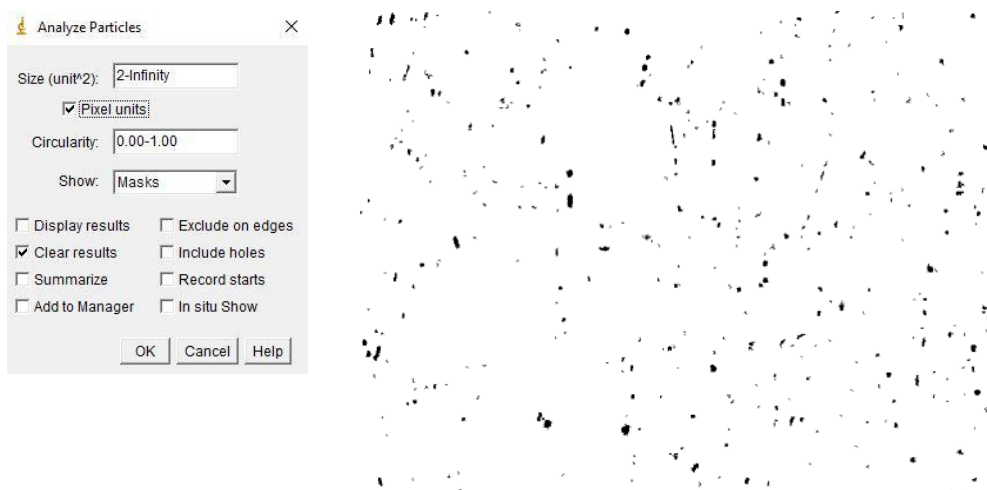 Analyze Particles
Size (unit^2): 2-Infinity
Pixel units
Circularity: 0.00-1.00
Show: Masks
Display results Exclude on edges
Clear results Include holes
Summarize Record starts
Add to Manager In situ Show
OK Cancel Help